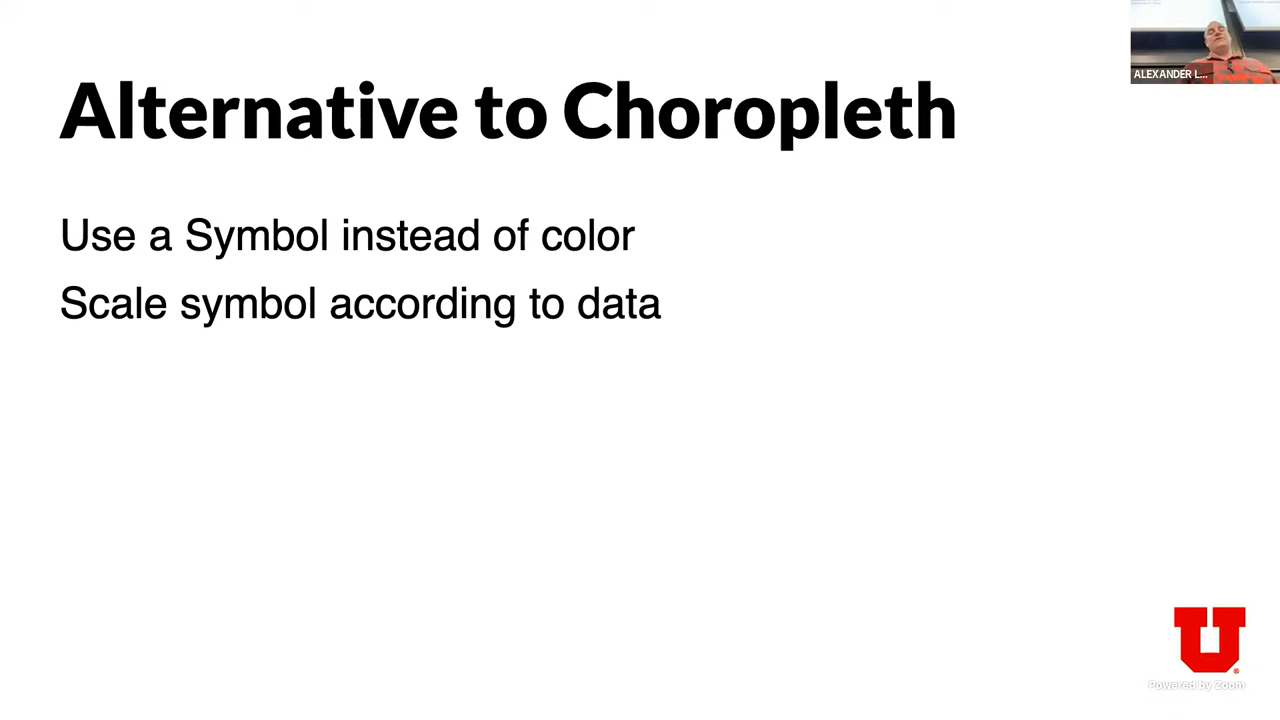 ALEXANDER L...
Alternative to Choropleth
Use a Symbol instead of color
Scale symbol according to data
U
Powered by Zoom